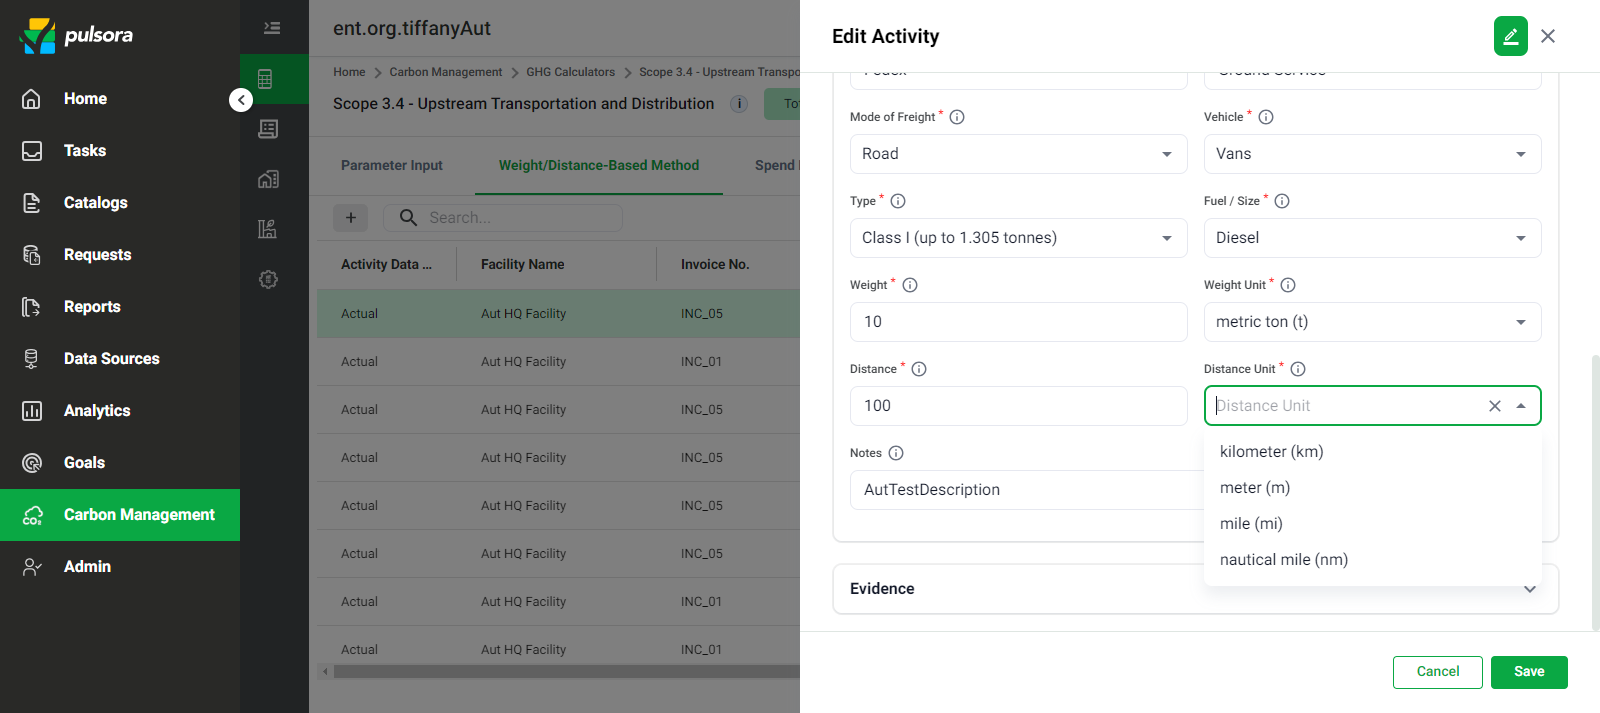 pulsora
Home
Tasks
Catalogs
Requests
Reports
Data Sources
Analytics
Goals
Carbon Management
Admin
ent.org.tiffanyAut
Home > Carbon Management > GHG Calculators > Scope 3.4 - Upstream Transpo
Scope 3.4 - Upstream Transportation and Distribution
Parameter Input
Weight/Distance-Based Method
Spend
Search...
Activity Data ... Facility Name Invoice No.
Actual Aut HQ Facility INC_05
Actual Aut HQ Facility INC_01
Actual Aut HQ Facility INC_05
Actual Aut HQ Facility INC_05
Actual Aut HQ Facility INC_05
Actual Aut HQ Facility INC_05
Actual Aut HQ Facility INC_01
Actual Aut HQ Facility INC_01
Edit Activity
Ground Service
Mode of Freight *
Road
Vehicle *
Vans
Type *
Class I (up to 1.305 tonnes)
Fuel / Size *
Diesel
Weight *
10
Weight Unit *
metric ton (t)
Distance *
100
Distance Unit *
Distance Unit
kilometer (km)
meter (m)
mile (mi)
nautical mile (nm)
Notes
AutTestDescription
Evidence
Cancel
Save